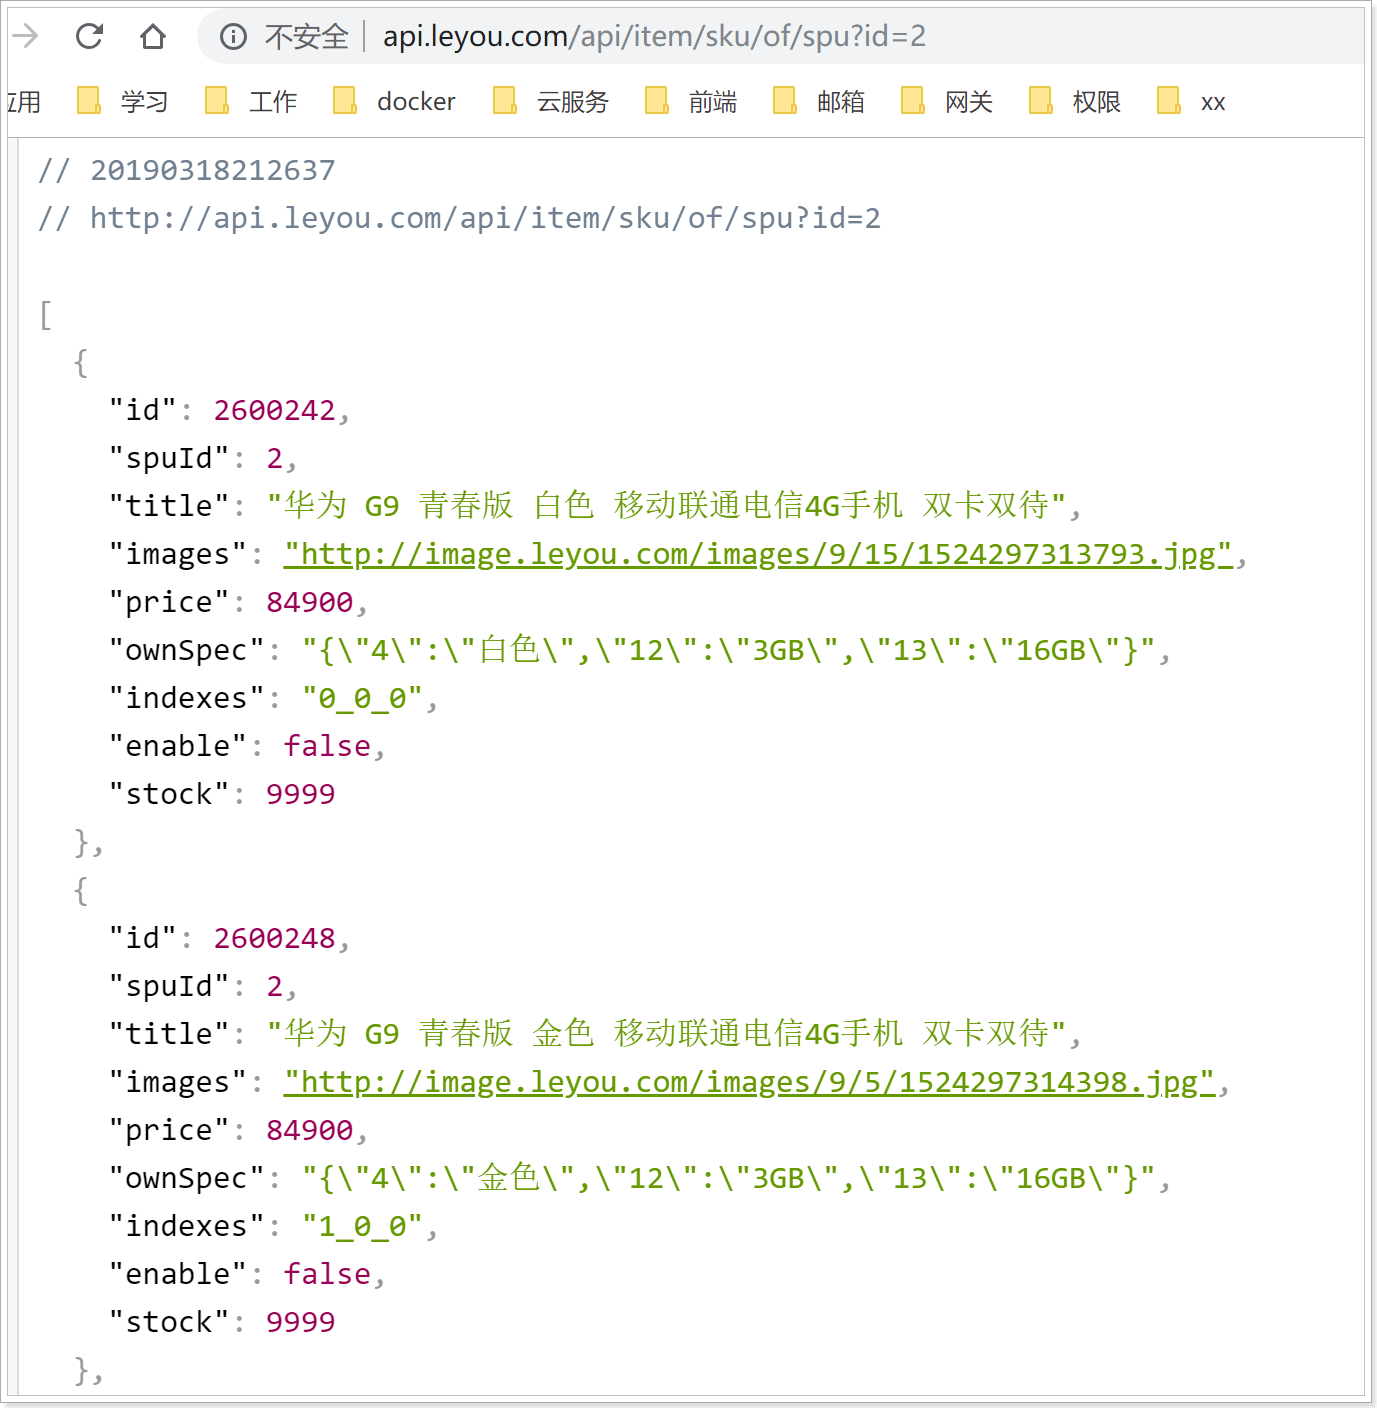 不安全 api.leyou.com/api/item/sku/of/spu?id=2
应用 学习 工作 docker 云服务 前端 邮箱 网关 权限 xx
// 20190318212637
// http://api.leyou.com/api/item/sku/of/spu?id=2
[
{
"id": 2600242,
"spuId": 2,
"title": "华为 G9 青春版 白色 移动联通电信4G手机 双卡双待",
"images": "http://image.leyou.com/images/9/15/1524297313793.jpg",
"price": 84900,
"ownSpec": "{\"4\":\"白色\",\"12\":\"3GB\",\"13\":\"16GB\"}",
"indexes": "0_0_0",
"enable": false,
"stock": 9999
},
{
"id": 2600248,
"spuId": 2,
"title": "华为 G9 青春版 金色 移动联通电信4G手机 双卡双待",
"images": "http://image.leyou.com/images/9/5/1524297314398.jpg",
"price": 84900,
"ownSpec": "{\"4\":\"金色\",\"12\":\"3GB\",\"13\":\"16GB\"}",
"indexes": "1_0_0",
"enable": false,
"stock": 9999
},